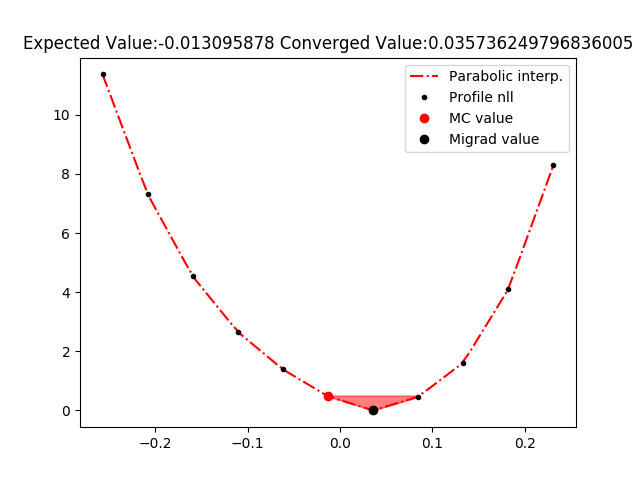 Expected Value:-0.013095878 Converged Value:0.035736249796836005
Parabolic interp.
Profile nll
MC value
Migrad value
10
8
6
4
2
0
−0.2
−0.1
0.0
0.1
0.2